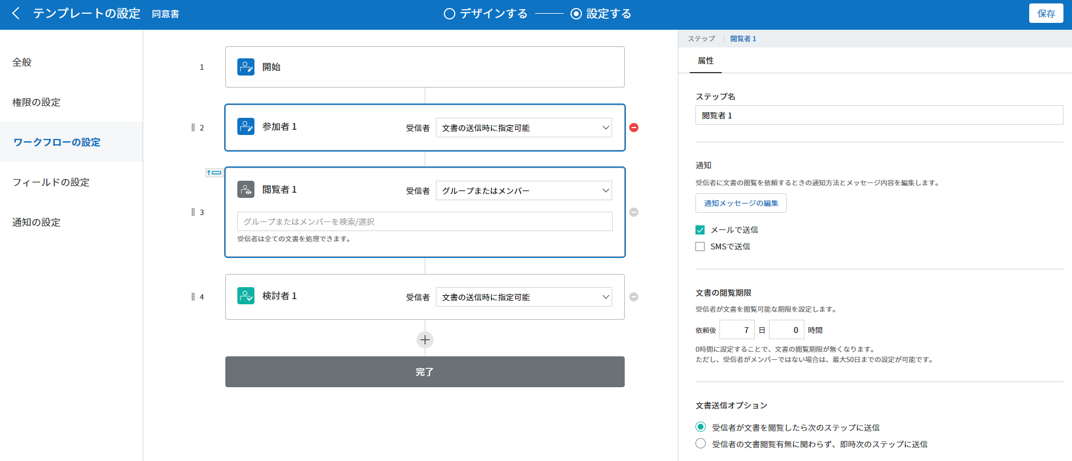 テンプレートの設定 同意書
デザインする
設定する
保存
全般
権限の設定
ワークフローの設定
フィールドの設定
通知の設定
1 開始
2 参加者 1 受信者 文書の送信時に指定可能
3 閲覧者 1 受信者 グループまたはメンバー
グループまたはメンバーを検索/選択
受信者は全ての文書を処理できます。
4 検討者 1 受信者 文書の送信時に指定可能
完了
ステップ 閲覧者 1
属性
ステップ名
閲覧者 1
通知
受信者に文書の閲覧を依頼するときの通知方法とメッセージ内容を編集します。
通知メッセージの編集
メールで送信
SMSで送信
文書の閲覧期限
受信者が文書を閲覧可能な期限を設定します。
依頼後 7 日 0 時間
0時間に設定することで、文書の閲覧期限が無くなります。
ただし、受信者がメンバーではない場合は、最大50日までの設定が可能です。
文書送信オプション
受信者が文書を閲覧したら次のステップに送信
受信者の文書閲覧有無に関わらず、即時次のステップに送信